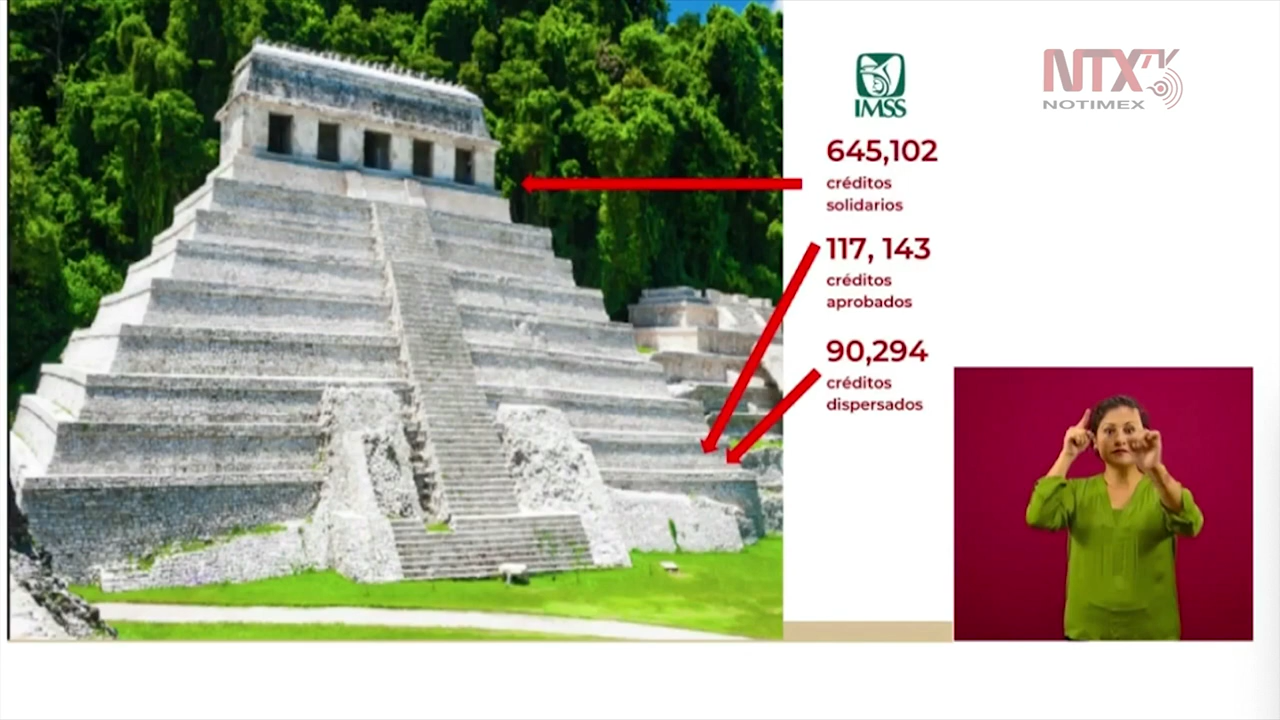 IMSS
NTX
NOTIMEX
645,102
créditos
solidarios
117, 143
créditos
aprobados
90,294
créditos
dispersados